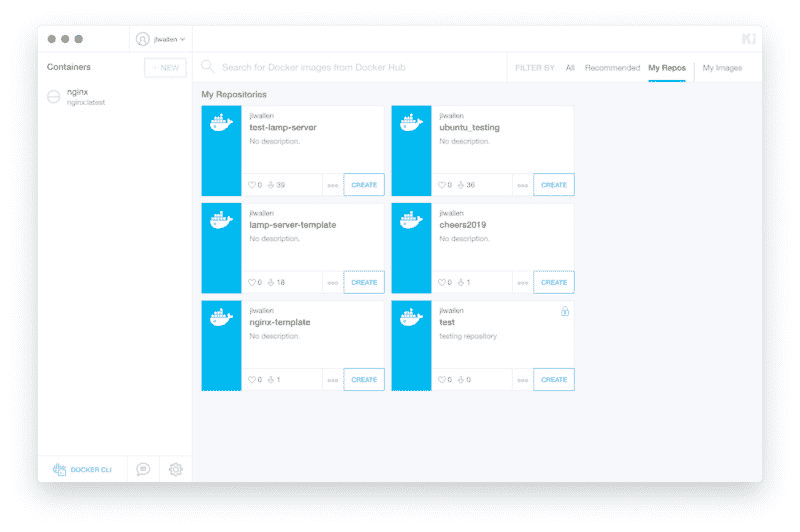 jlwallen
KI
Containers
+ NEW
Search for Docker images from Docker Hub
FILTER BY All Recommended My Repos My Images
nginx
nginx:latest
My Repositories
jlwallen
test-lamp-server
No description.
0 39
CREATE
jlwallen
ubuntu_testing
No description.
0 36
CREATE
jlwallen
lamp-server-template
No description.
0 18
CREATE
jlwallen
cheers2019
No description.
0 1
CREATE
jlwallen
nginx-template
No description.
0 1
CREATE
jlwallen
test
testing repository
0 0
CREATE
DOCKER CLI